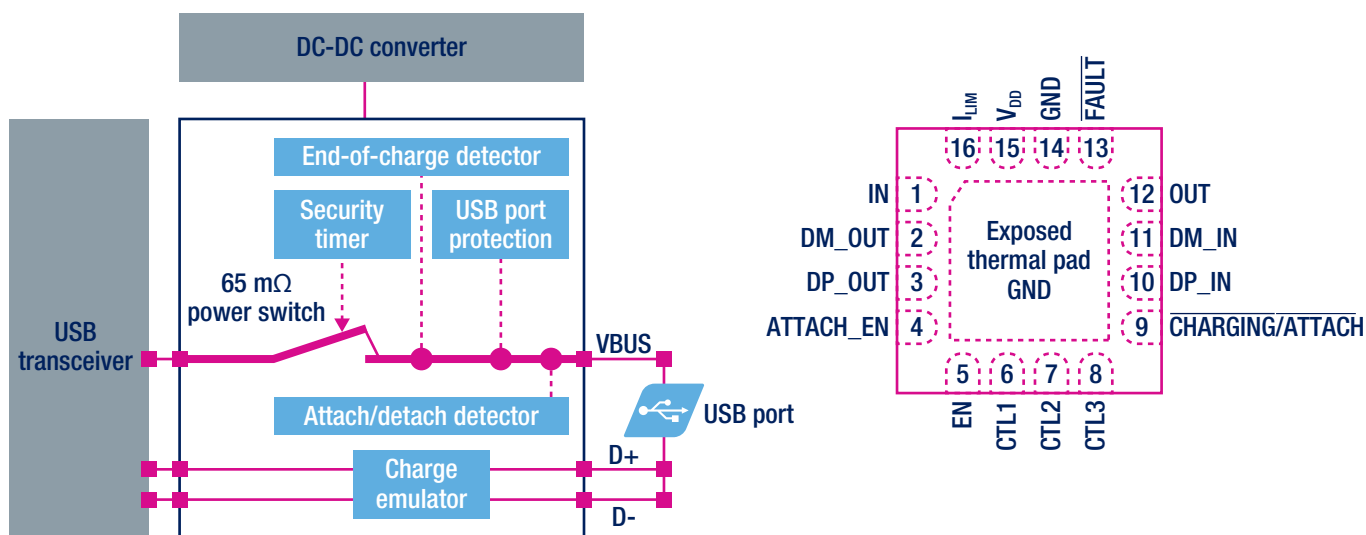 DC-DC converter
End-of-charge detector
Security
timer
USB port
protection
65 mΩ
power switch
USB
transceiver
VBUS
Attach/detach detector
USB port
D+
Charge
emulator
D-
ILIM
VDD
GND
FAULT
16 15 14 13
IN 1
12 OUT
DM_OUT 2
11 DM_IN
DP_OUT 3
10 DP_IN
ATTACH_EN 4
9 CHARGING/ATTACH
Exposed
thermal pad
GND
5 6 7 8
EN
CTL1
CTL2
CTL3